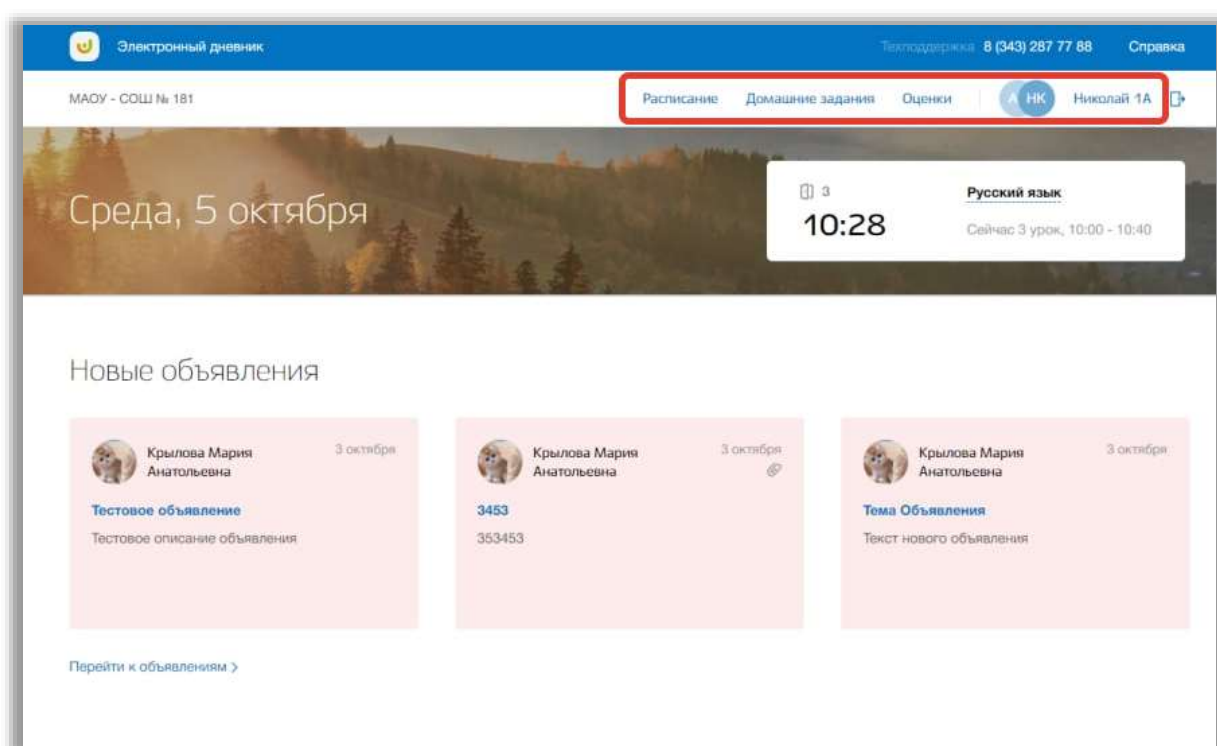 Электронный дневник
Техподдержка 8 (343) 287 77 88 Справка
МАОУ - СОШ № 181
Расписание Домашние задания Оценки А НК Николай 1А
Среда, 5 октября
3 Русский язык
10:28 Сейчас 3 урок, 10:00 - 10:40
Новые объявления
Крылова Мария Анатольевна 3 октября
Тестовое объявление
Тестовое описание объявления
Крылова Мария Анатольевна 3 октября
3453
353453
Крылова Мария Анатольевна 3 октября
Тема Объявления
Текст нового объявления
Перейти к объявлениям >